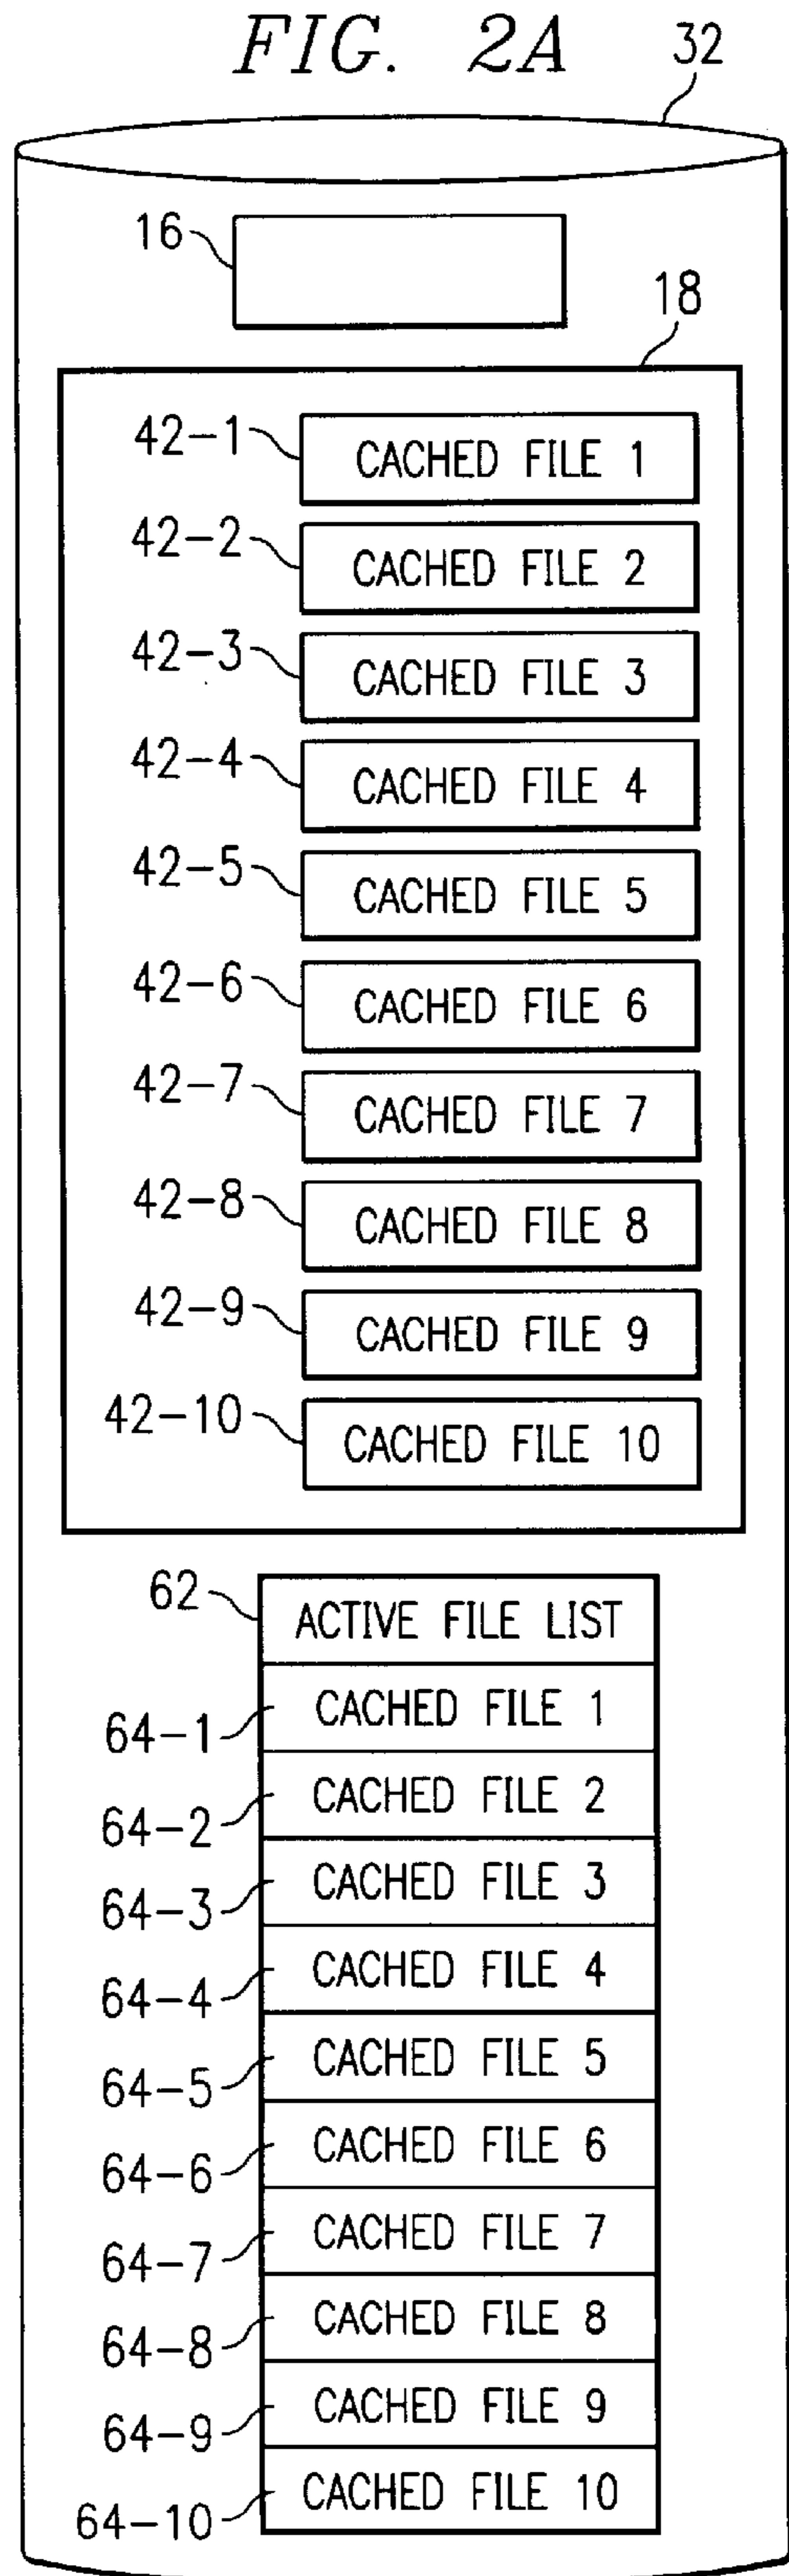 FIG. 2A
32
16
18
42-1 CACHED FILE 1
42-2 CACHED FILE 2
42-3 CACHED FILE 3
42-4 CACHED FILE 4
42-5 CACHED FILE 5
42-6 CACHED FILE 6
42-7 CACHED FILE 7
42-8 CACHED FILE 8
42-9 CACHED FILE 9
42-10 CACHED FILE 10
62 ACTIVE FILE LIST
64-1 CACHED FILE 1
64-2 CACHED FILE 2
64-3 CACHED FILE 3
64-4 CACHED FILE 4
64-5 CACHED FILE 5
64-6 CACHED FILE 6
64-7 CACHED FILE 7
64-8 CACHED FILE 8
64-9 CACHED FILE 9
64-10 CACHED FILE 10